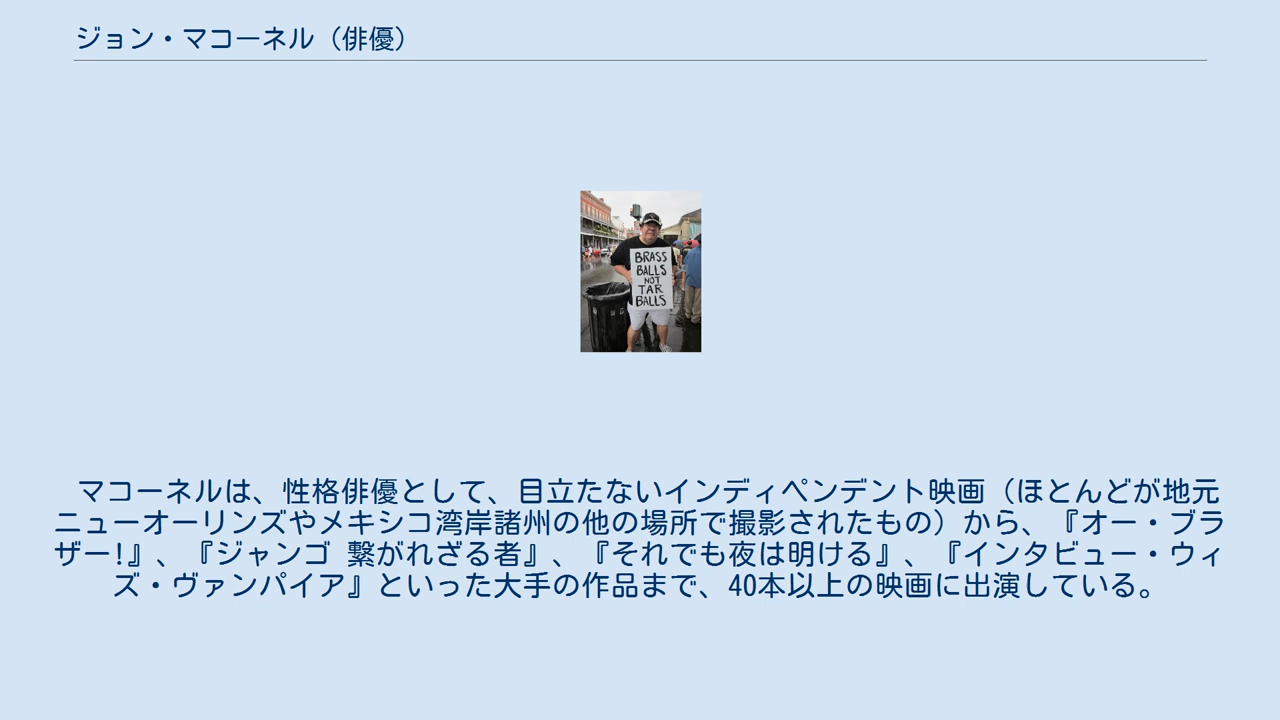 ジョン・マコーネル（俳優）
BRASS
BALLS
NOT
TAR
BALLS
マコーネルは、性格俳優として、目立たないインディペンデント映画（ほとんどが地元
ニューオーリンズやメキシコ湾岸諸州の他の場所で撮影されたもの）から、『オー・ブラ
ザー!』、『ジャンゴ 繋がれざる者』、『それでも夜は明ける』、『インタビュー・ウィ
ズ・ヴァンパイア』といった大手の作品まで、40本以上の映画に出演している。